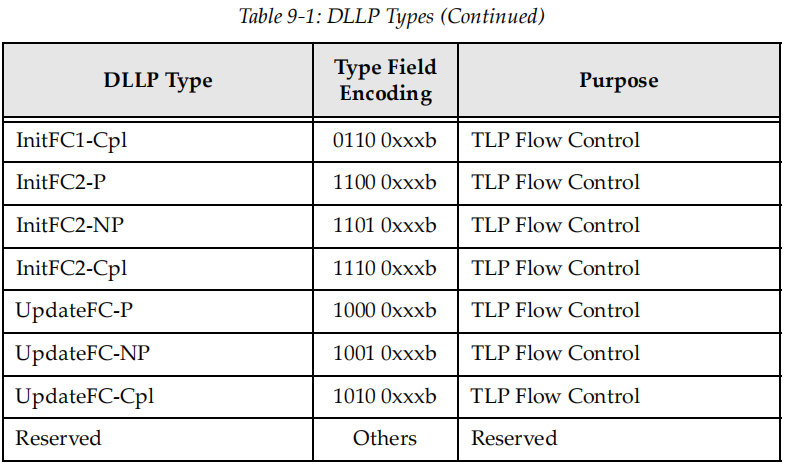 Table 9-1: DLLP Types (Continued)
DLLP Type Type Field Encoding Purpose
InitFC1-Cpl 0110 0xxxb TLP Flow Control
InitFC2-P 1100 0xxxb TLP Flow Control
InitFC2-NP 1101 0xxxb TLP Flow Control
InitFC2-Cpl 1110 0xxxb TLP Flow Control
UpdateFC-P 1000 0xxxb TLP Flow Control
UpdateFC-NP 1001 0xxxb TLP Flow Control
UpdateFC-Cpl 1010 0xxxb TLP Flow Control
Reserved Others Reserved